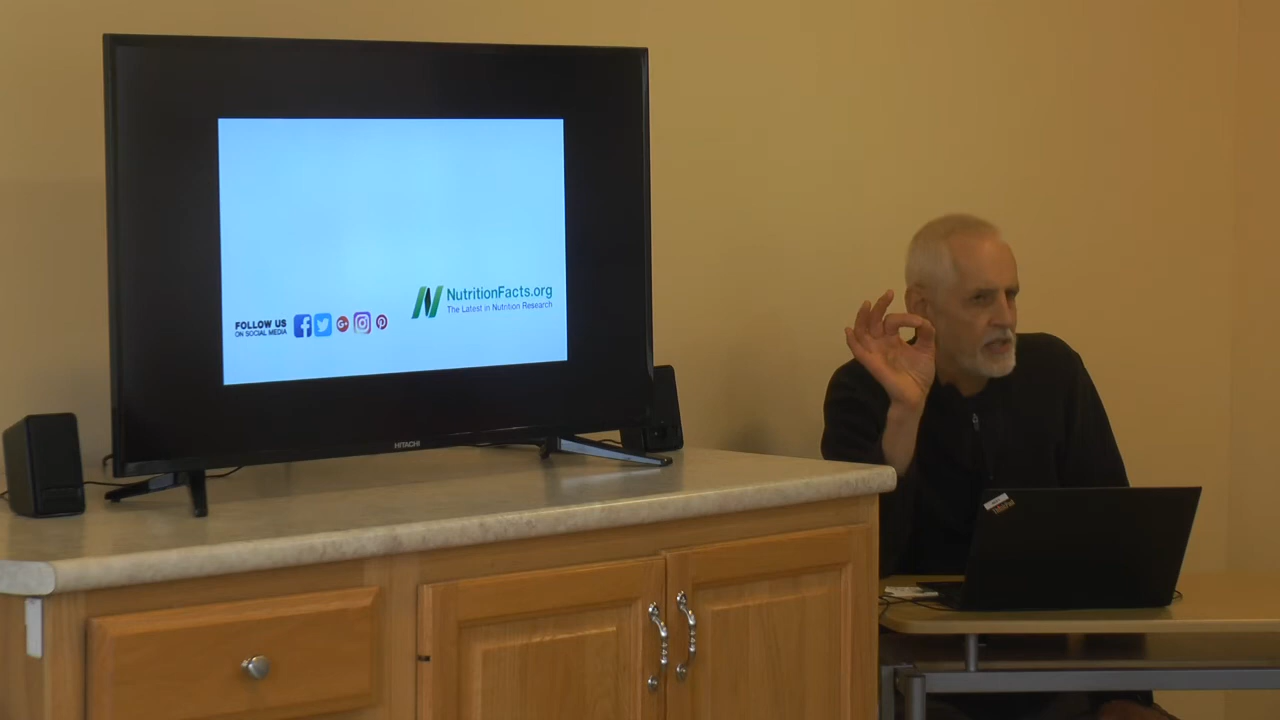 NutritionFacts.org
The Latest in Nutrition Research
FOLLOW US
ON SOCIAL MEDIA
HITACHI